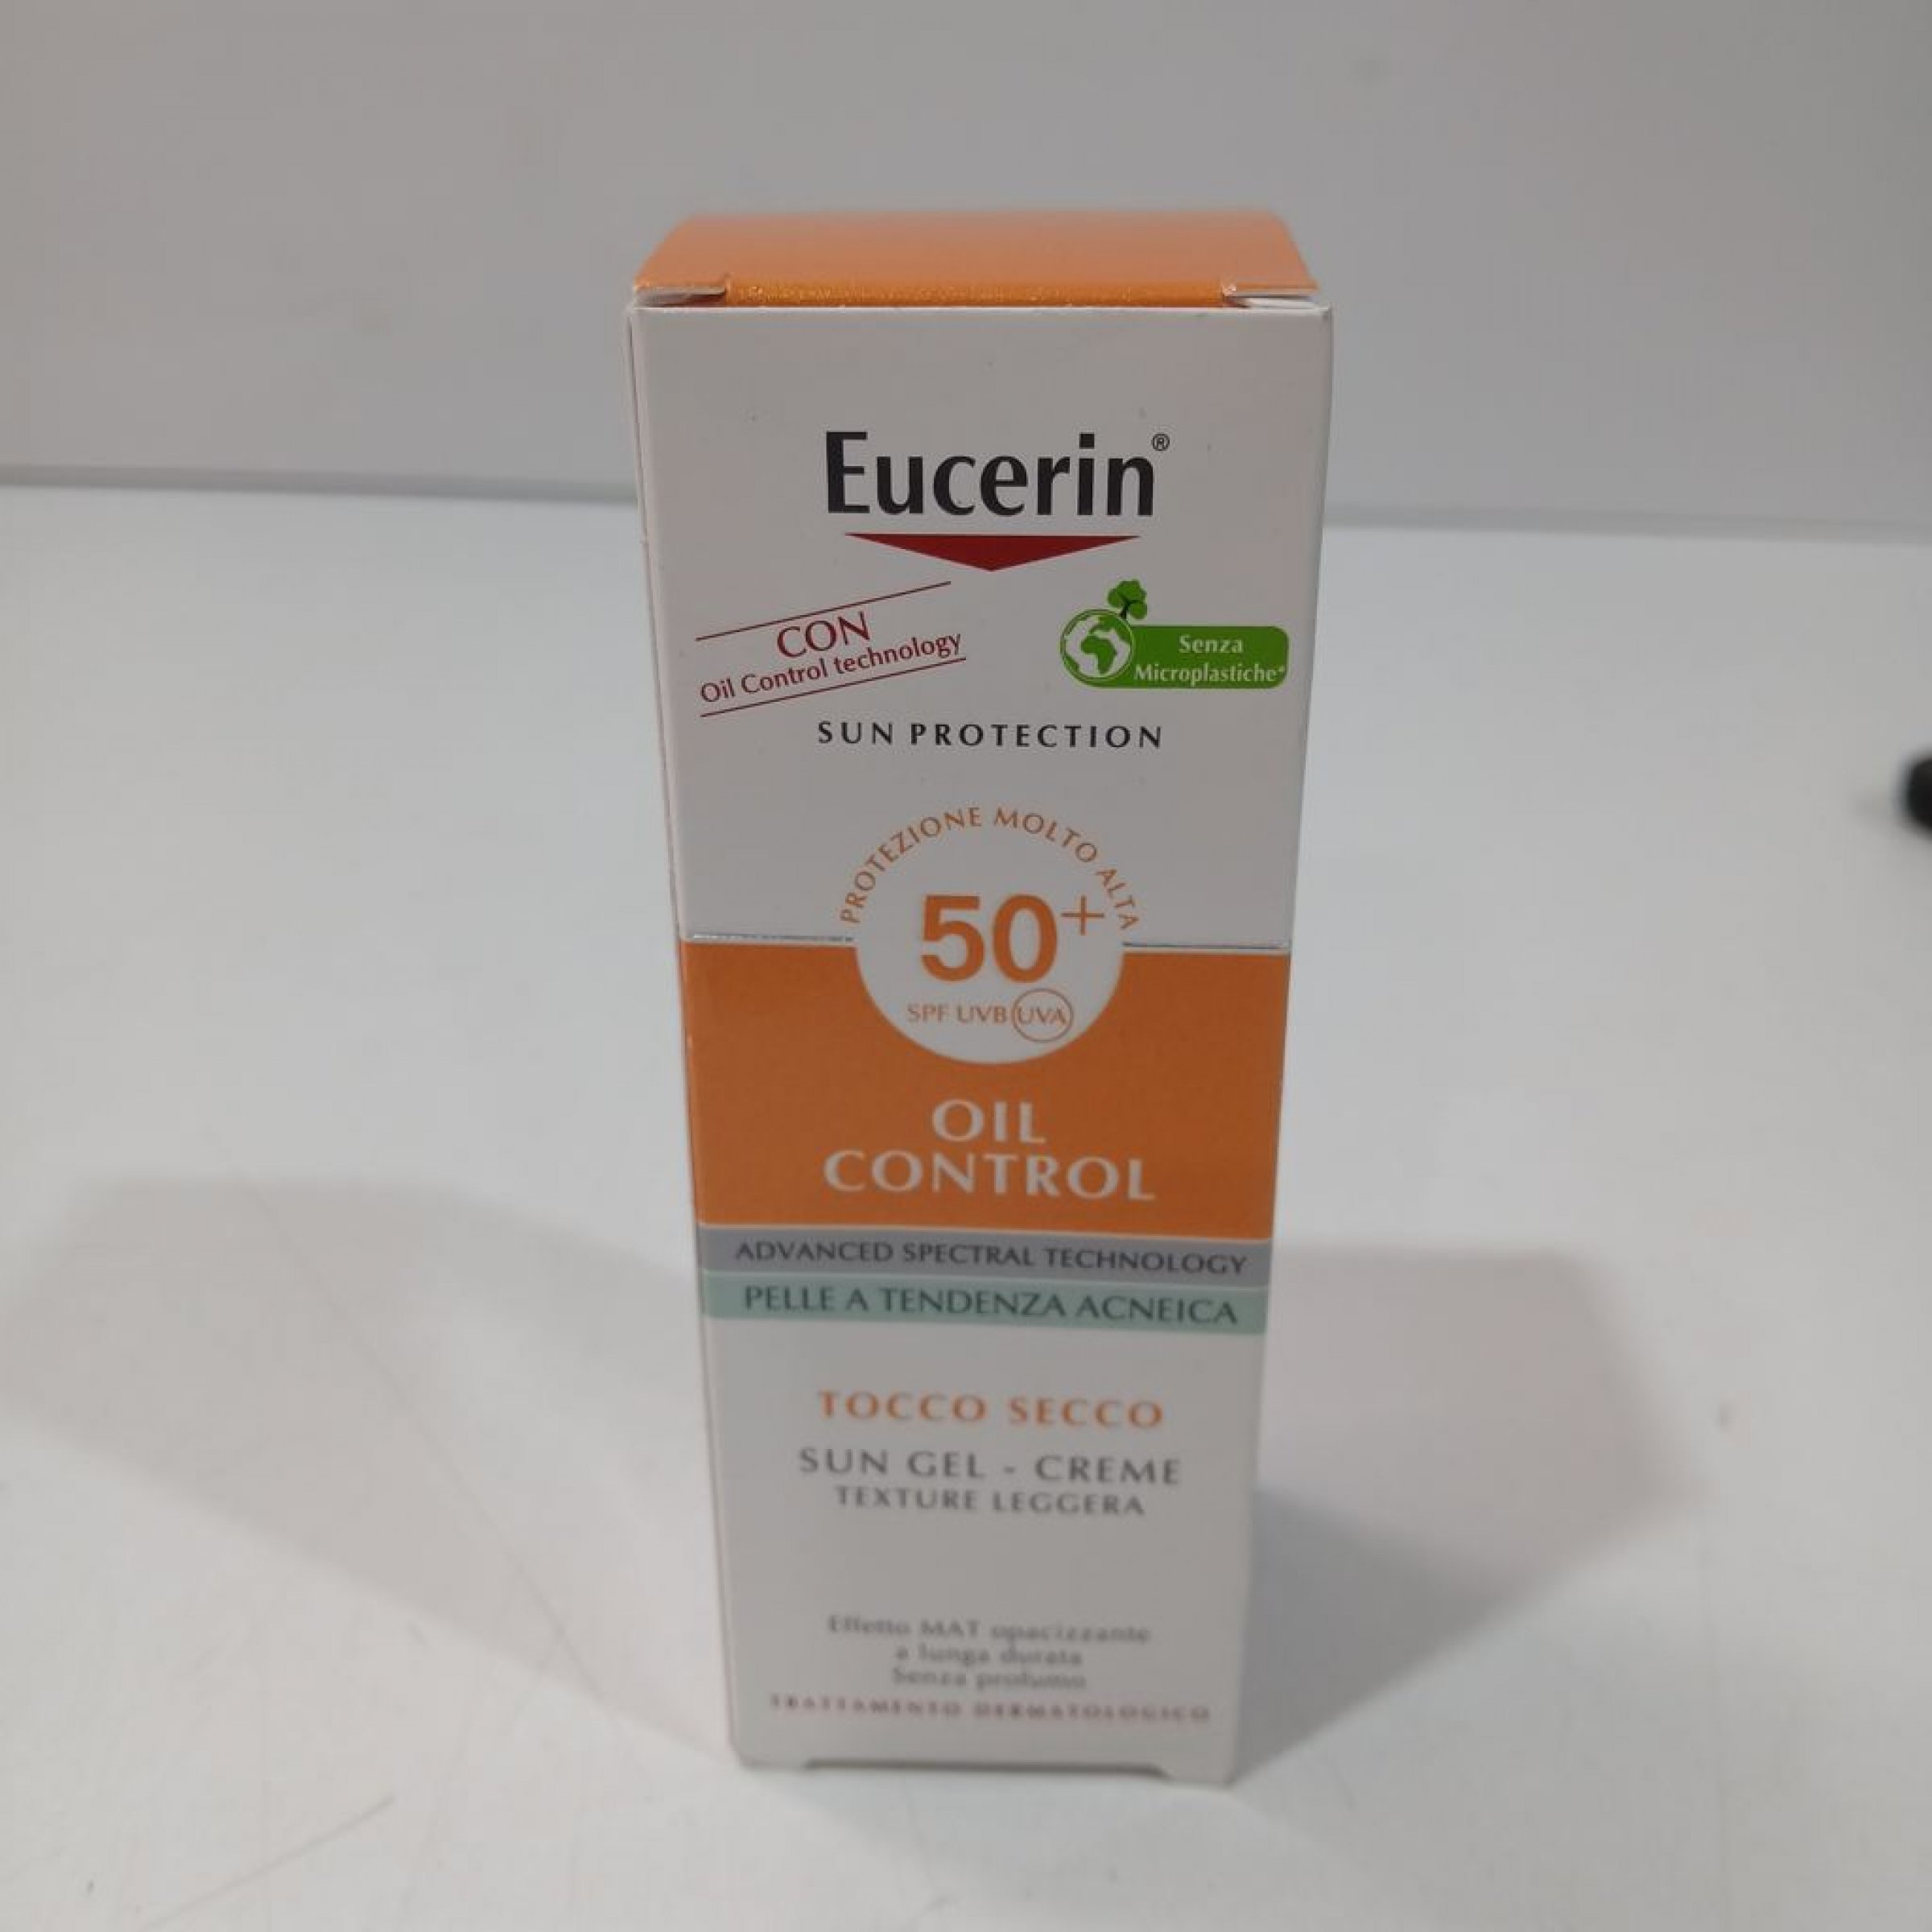 Eucerin®
CON
Oil Control technology
Senza
Microplastiche*
SUN PROTECTION
PROTEZIONE MOLTO ALTA
50+
SPF UVB UVA
OIL
CONTROL
ADVANCED SPECTRAL TECHNOLOGY
PELLE A TENDENZA ACNEICA
TOCCO SECCO
SUN GEL - CREME
TEXTURE LEGGERA
Effetto MAT opacizzante
a lunga durata
Senza profumo
TRATTAMENTO DERMATOLOGICO